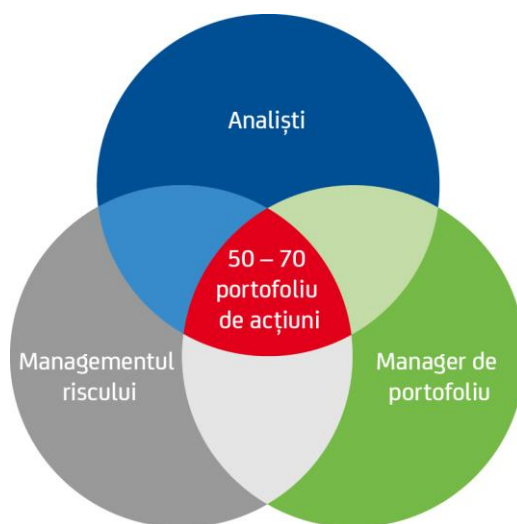 Analiști
50 – 70
portofoliu
de acțiuni
Managementul
riscului
Manager de
portofoliu